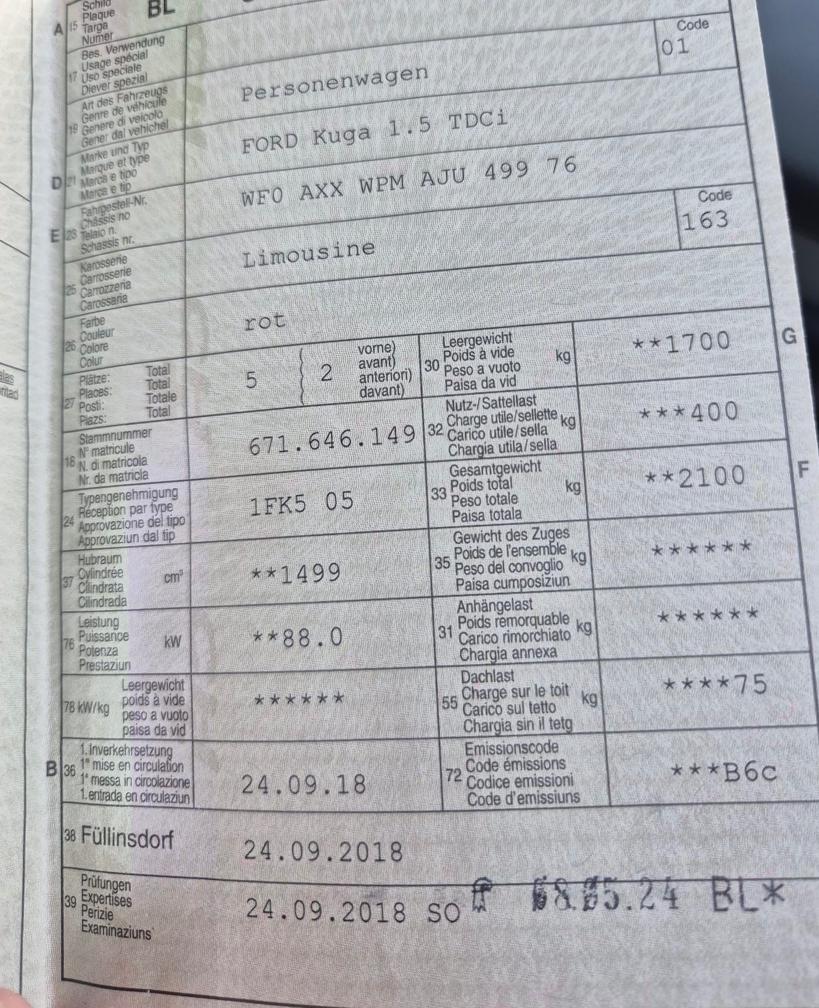 A 15 Schild BL
Plaque
Targa
Numer
17 Bes. Verwendung
Usage spécial
Uso speciale
Diever spezial
19 Art des Fahrzeugs Personenwagen Code 01
Genre de véhicule
Genere di veicolo
Gener dal vehichel
D 21 Marke und Typ FORD Kuga 1.5 TDCi
Marque et type
Marca e tipo
Marca e tip
E 23 Fahrgestell-Nr. WF0 AXX WPM AJU 499 76
Châssis no
Telaio n.
Schassis nr.
25 Karosserie Limousine Code 163
Carrosserie
Carrozzeria
Carossaria
26 Farbe rot
Couleur
Colore
Colur
27 Plätze: Total 5 2 vorne)
Places: Total avant)
Posti: Totale anteriori)
Plazs: Total davant)
30 Leergewicht kg **1700 G
Poids à vide
Peso a vuoto
Paisa da vid
18 Stammnummer 671.646.149
N° matricule
N. di matricola
Nr. da matricla
32 Nutz-/Sattellast kg ***400
Charge utile/sellette
Carico utile/sella
Chargia utila/sella
24 Typengenehmigung 1FK5 05
Réception par type
Approvazione del tipo
Approvaziun dal tip
33 Gesamtgewicht kg **2100 F
Poids total
Peso totale
Paisa totala
37 Hubraum cm³ **1499
Cylindrée
Cilindrata
Cilindrada
35 Gewicht des Zuges kg ******
Poids de l'ensemble
Peso del convoglio
Paisa cumposiziun
76 Leistung kW **88.0
Puissance
Potenza
Prestaziun
31 Anhängelast kg ******
Poids remorquable
Carico rimorchiato
Chargia annexa
78 kW/kg Leergewicht ******
poids à vide
peso a vuoto
paisa da vid
55 Dachlast kg ****75
Charge sur le toit
Carico sul tetto
Chargia sin il tetg
B 36 1. Inverkehrsetzung 24.09.18
1re mise en circulation
1a messa in circolazione
1. entrada en circulaziun
72 Emissionscode ***B6c
Code émissions
Codice emissioni
Code d'emissiuns
38 Füllinsdorf 24.09.2018
39 Prüfungen 24.09.2018 SO .24 BL*
Expertises
Perizie
Examinaziuns